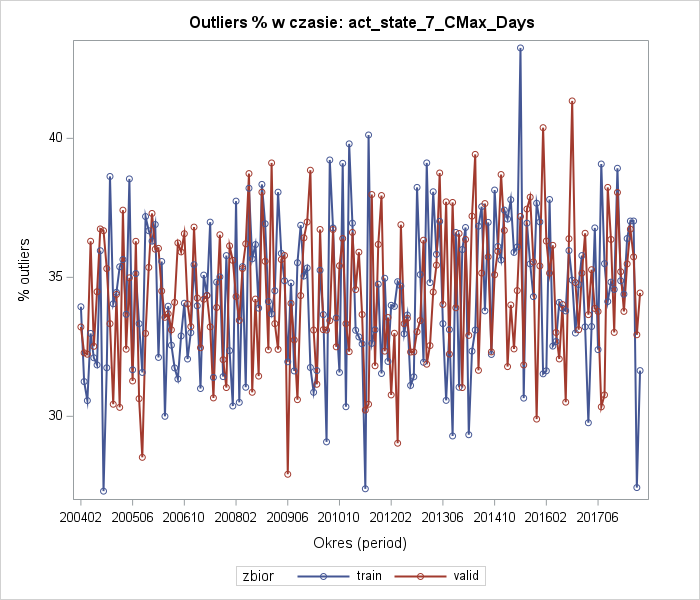 Outliers % w czasie: act_state_7_CMax_Days
% outliers
40
35
30
200402 200506 200610 200802 200906 201010 201202 201306 201410 201602 201706
Okres (period)
zbior train valid